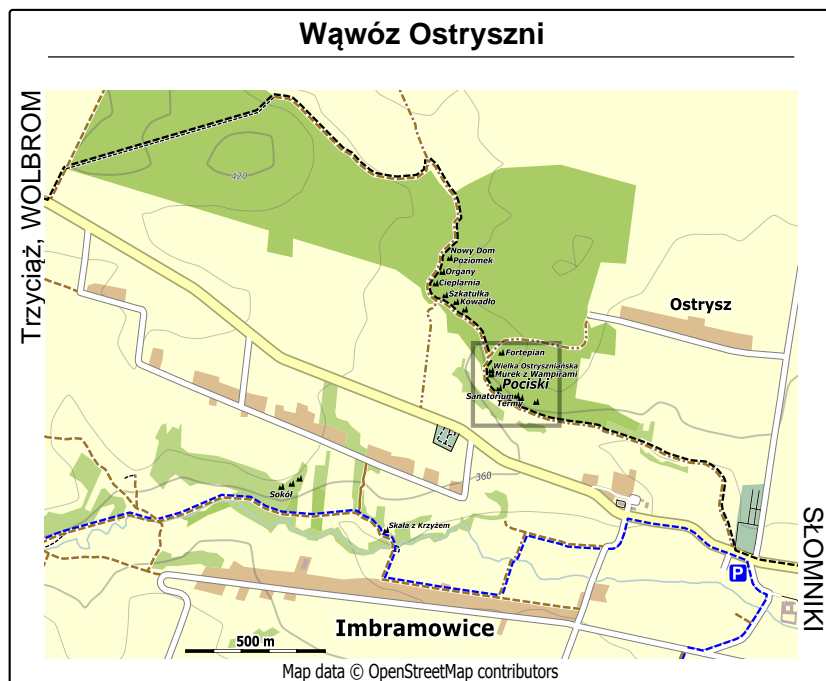 Wąwóz Ostryszni
Trzyciąż, WOLBROM
420
Nowy Dom
Poziomek
Organy
Cieplarnia
Szkatułka
Kowadło
Ostrysz
Fortepian
Wielka Ostryszniańska
Murek z Wampirami
Pociski
Sanatorium
Termy
360
Sokół
Skała z Krzyżem
SŁOMNIKI
P
Imbramowice
500 m
Map data © OpenStreetMap contributors